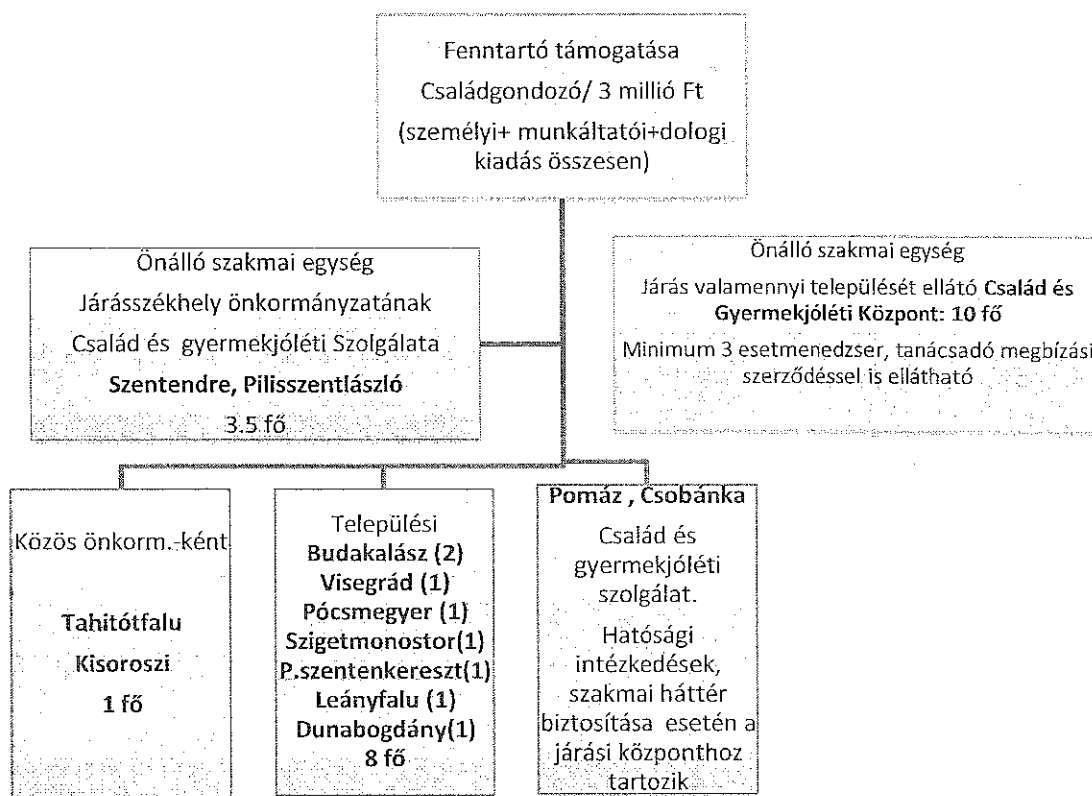 Fenntartó támogatása
Családgondozó/ 3 millió Ft
(személyi+ munkáltatói+dologi
kiadás összesen)
Önálló szakmai egység
Járásszékhely önkormányzatának
Család és gyermekjóléti Szolgálata
Szentendre, Pilisszentlászló
3.5 fő
Önálló szakmai egység
Járás valamennyi települését ellátó Család és
Gyermekjóléti Központ: 10 fő
Minimum 3 esetmenedzser, tanácsadó megbízási
szerződéssel is ellátható
Közös önkorm.-ként
Tahitótfalu
Kisoroszi
1 fő
Települési
Budakalász (2)
Visegrád (1)
Pócsmegyer (1)
Szigetmonostor(1)
P.szentenkereszt(1)
Leányfalu (1)
Dunabogdány(1)
8 fő
Pomáz , Csobánka
Család és
gyermekjóléti
szolgálat.
Hatósági
intézkedések,
szakmai háttér
biztosítása esetén a
járási központhoz
tartozik